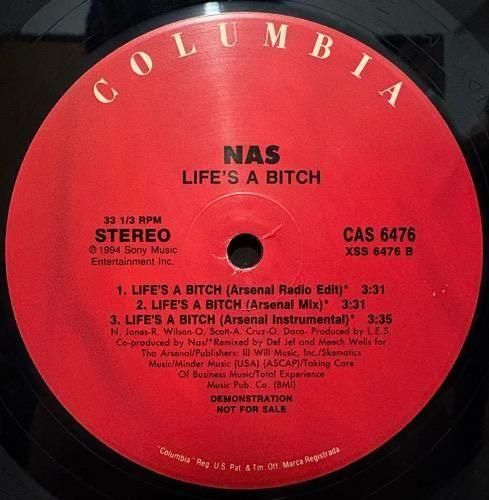 COLUMBIA
NAS
LIFE'S A BITCH
33 1/3 RPM
STEREO
℗ 1994 Sony Music
Entertainment Inc.
CAS 6476
XSS 6476 B
1. LIFE'S A BITCH (Arsenal Radio Edit)* 3:31
2. LIFE'S A BITCH (Arsenal Mix)* 3:31
3. LIFE'S A BITCH (Arsenal Instrumental)* 3:35
N. Jones-R. Wilson-O. Scott-A. Cruz-O. Dara- Produced by L.E.S.
Co-produced by Nas/*Remixed by Def Jef and Meech Wells for
The Arsenal/Publishers: Ill Will Music, Inc./Skematics
Music/Minder Music (USA) (ASCAP)/Taking Care
Of Business Music/Total Experience
Music Pub. Co. (BMI)
DEMONSTRATION
NOT FOR SALE
"Columbia" Reg. U.S. Pat. & Tm. Off. Marca Registrada